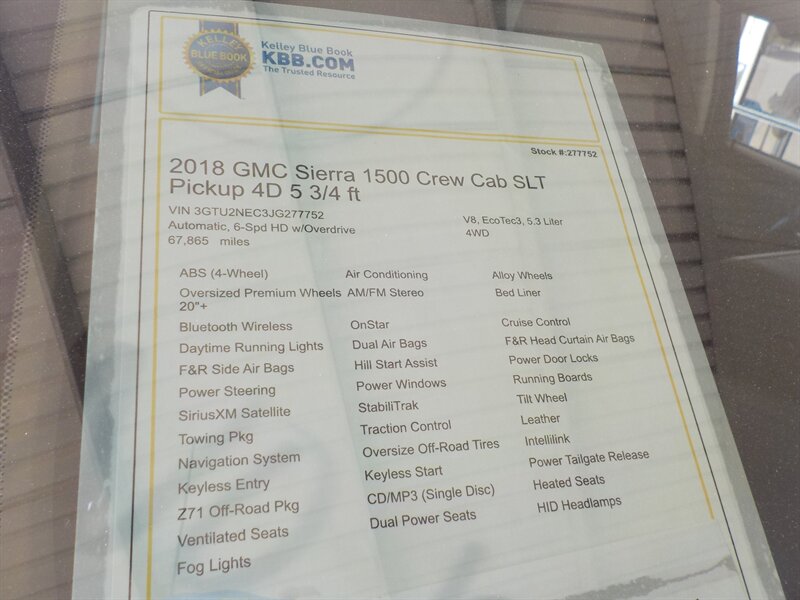 KELLEY
BLUE BOOK
Kelley Blue Book
KBB.COM
The Trusted Resource
Stock #:277752
2018 GMC Sierra 1500 Crew Cab SLT
Pickup 4D 5 3/4 ft
VIN 3GTU2NEC3JG277752
Automatic, 6-Spd HD w/Overdrive
67,865 miles
V8, EcoTec3, 5.3 Liter
4WD
ABS (4-Wheel)
Oversized Premium Wheels
20"+
Bluetooth Wireless
Daytime Running Lights
F&R Side Air Bags
Power Steering
SiriusXM Satellite
Towing Pkg
Navigation System
Keyless Entry
Z71 Off-Road Pkg
Ventilated Seats
Fog Lights
Air Conditioning
AM/FM Stereo
OnStar
Dual Air Bags
Hill Start Assist
Power Windows
StabiliTrak
Traction Control
Oversize Off-Road Tires
Keyless Start
CD/MP3 (Single Disc)
Dual Power Seats
Alloy Wheels
Bed Liner
Cruise Control
F&R Head Curtain Air Bags
Power Door Locks
Running Boards
Tilt Wheel
Leather
Intellilink
Power Tailgate Release
Heated Seats
HID Headlamps